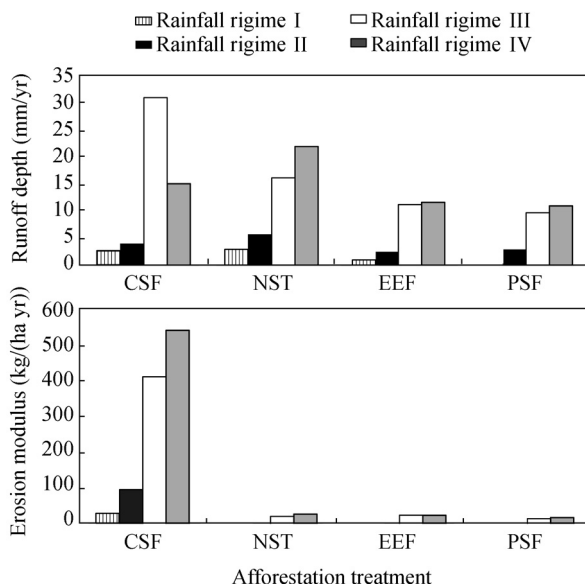 Rainfall rigime I
Rainfall rigime III
Rainfall rigime II
Rainfall rigime IV
Runoff depth (mm/yr)
35
30
25
20
15
10
5
0
CSF
NST
EEF
PSF
Erosion modulus (kg/(ha yr))
600
500
400
300
200
100
0
CSF
NST
EEF
PSF
Afforestation treatment